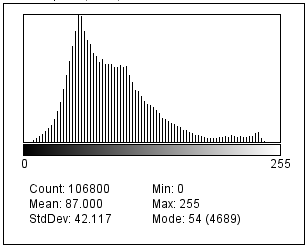 0 255
Count: 106800 Min: 0
Mean: 87.000 Max: 255
StdDev: 42.117 Mode: 54 (4689)